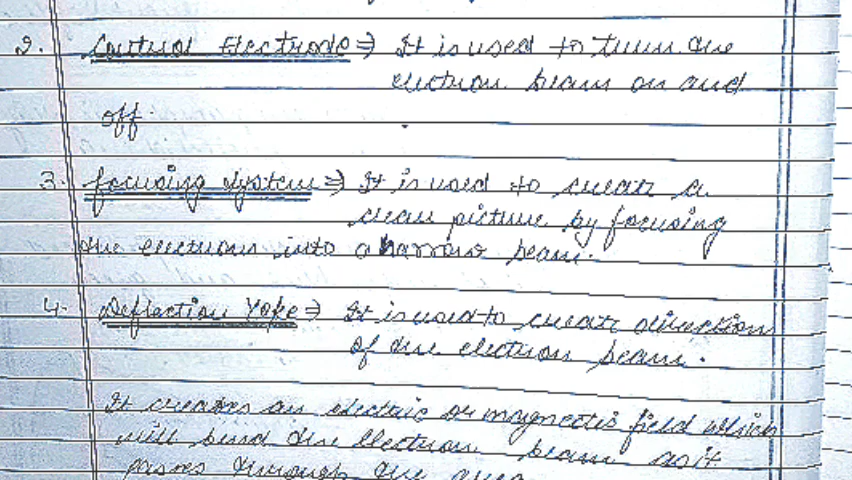 2. Control Electrode ⇒ It is used to turn the
electron beam on and
off.
3. focusing system ⇒ It is used to create a
clear picture by focusing
the electrons into a narrow beam.
4. Deflection Yoke ⇒ It is used to create direction
of the electron beam.
It creates an electric or magnetic field which
will bend the electron beam as it
passes through the area